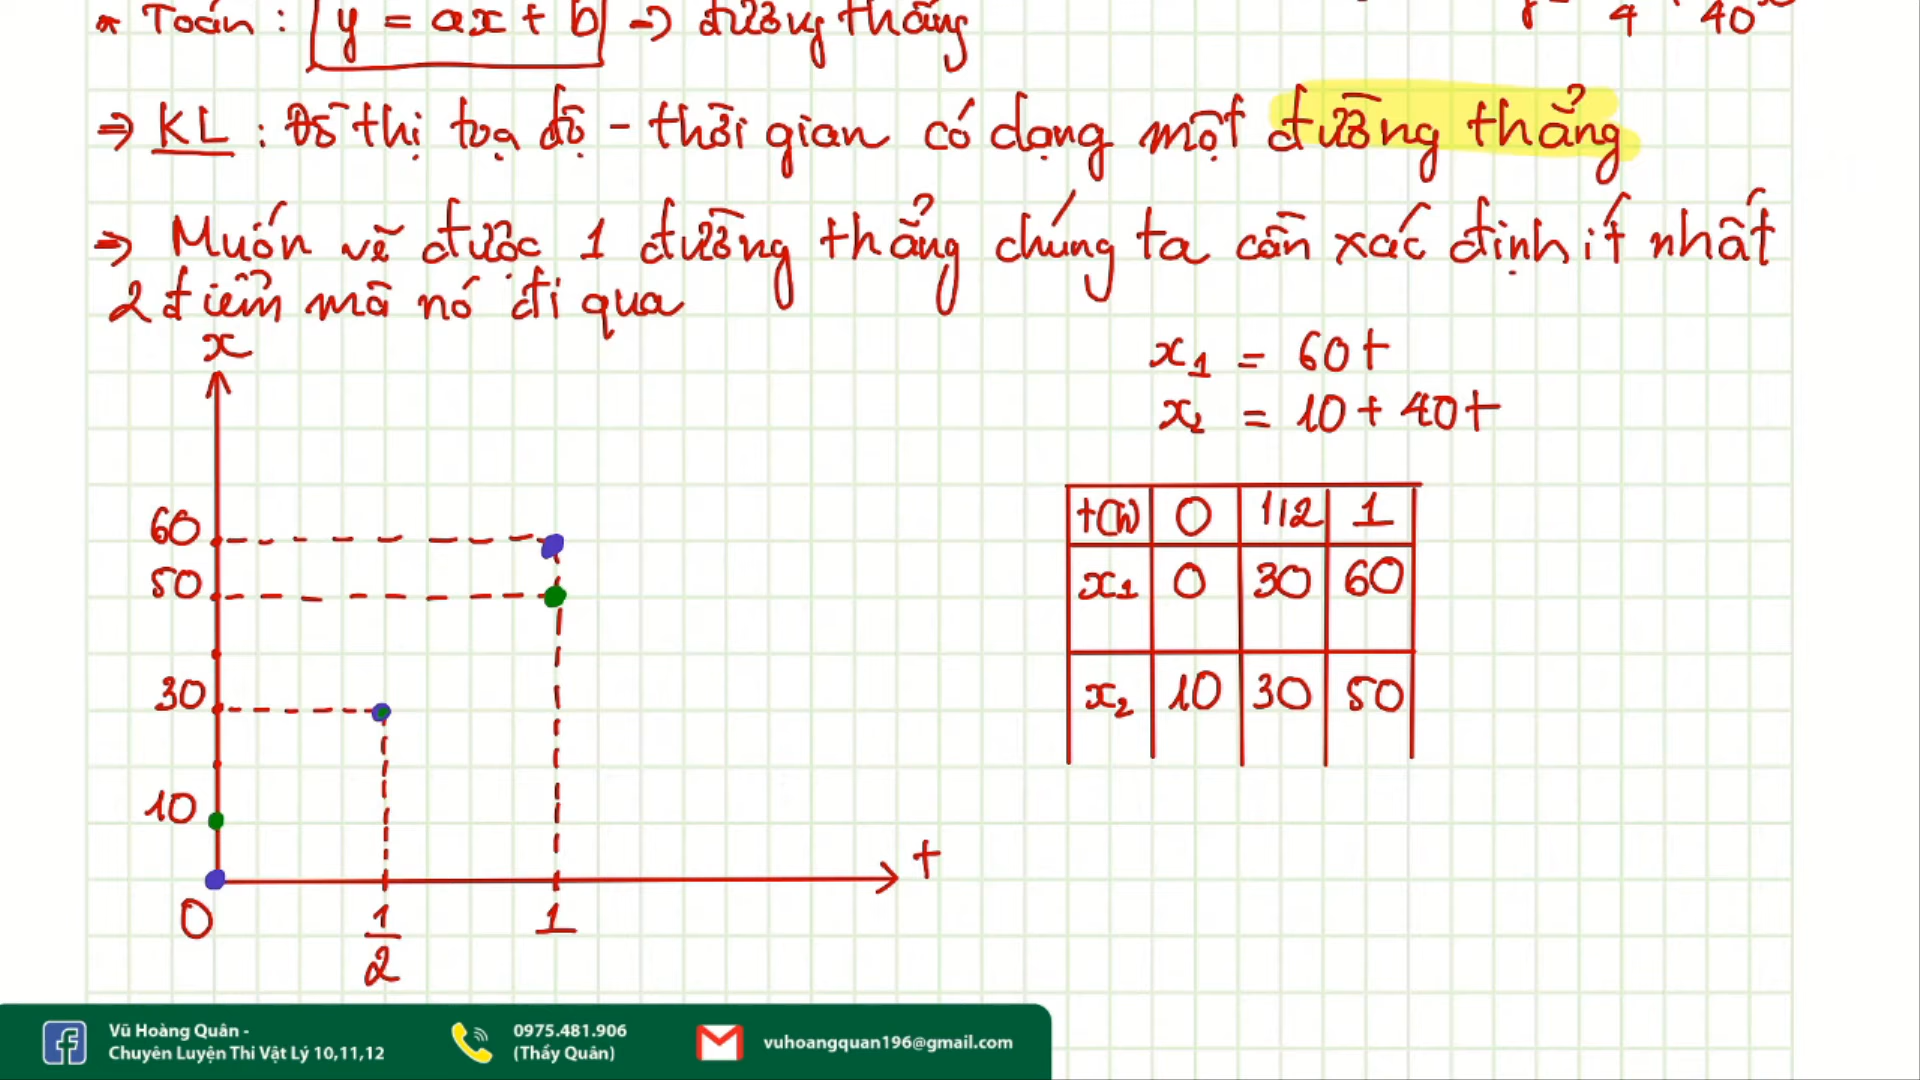 * Toán : y = ax + b → đường thẳng
4 40
⇒ KL : Đồ thị toạ độ - thời gian có dạng một đường thẳng
⇒ Muốn vẽ được 1 đường thẳng chúng ta cần xác định ít nhất
2 điểm mà nó đi qua
x
x₁ = 60t
x₂ = 10 + 40t
60
50
30
10
0
1/2
1
t
t(h) 0 1/2 1
x₁ 0 30 60
x₂ 10 30 50
Vũ Hoàng Quân -
Chuyên Luyện Thi Vật Lý 10,11,12
0975.481.906
(Thầy Quân)
vuhoangquan196@gmail.com